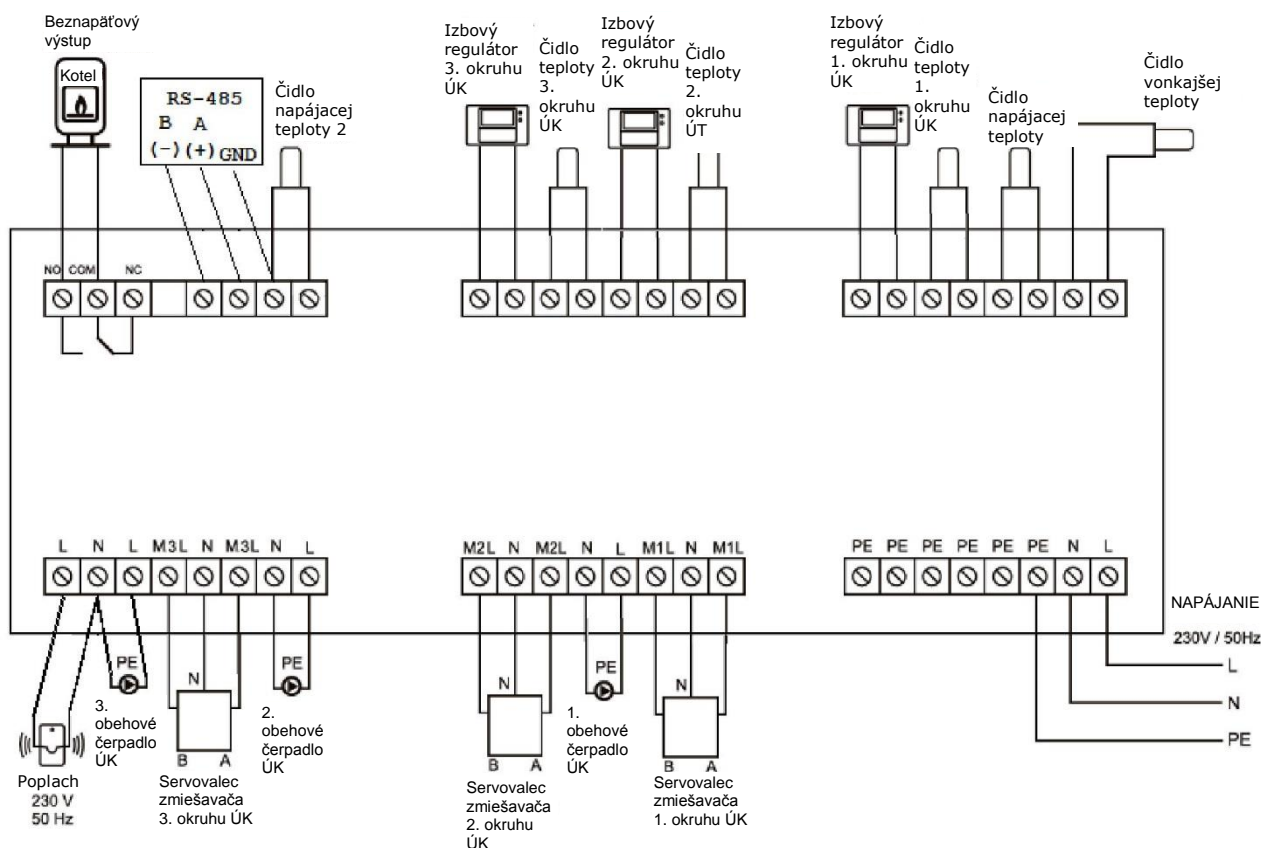 Beznapäťový
výstup
Kotel
RS-485
B A
(-) (+) GND
Čidlo
napájacej
teploty 2
Izbový
regulátor
3. okruhu
ÚK
Čidlo
teploty
3.
okruhu
ÚK
Izbový
regulátor
2. okruhu
ÚK
Čidlo
teploty
2.
okruhu
ÚT
Izbový
regulátor
1. okruhu
ÚK
Čidlo
teploty
1.
okruhu
ÚK
Čidlo
napájacej
teploty
Čidlo
vonkajšej
teploty
NO COM NC
L N L M3L N M3L N L
M2L N M2L N L M1L N M1L
PE PE PE PE PE PE N L
NAPÁJANIE
230V / 50Hz
L
N
PE
PE
3.
obehové
čerpadlo
ÚK
N
B A
Servovalec
zmiešavača
3. okruhu ÚK
PE
2.
obehové
čerpadlo
ÚK
N
B A
Servovalec
zmiešavača
2. okruhu
ÚK
PE
1.
obehové
čerpadlo
ÚK
N
B A
Servovalec
zmiešavača
1. okruhu ÚK
Poplach
230 V
50 Hz